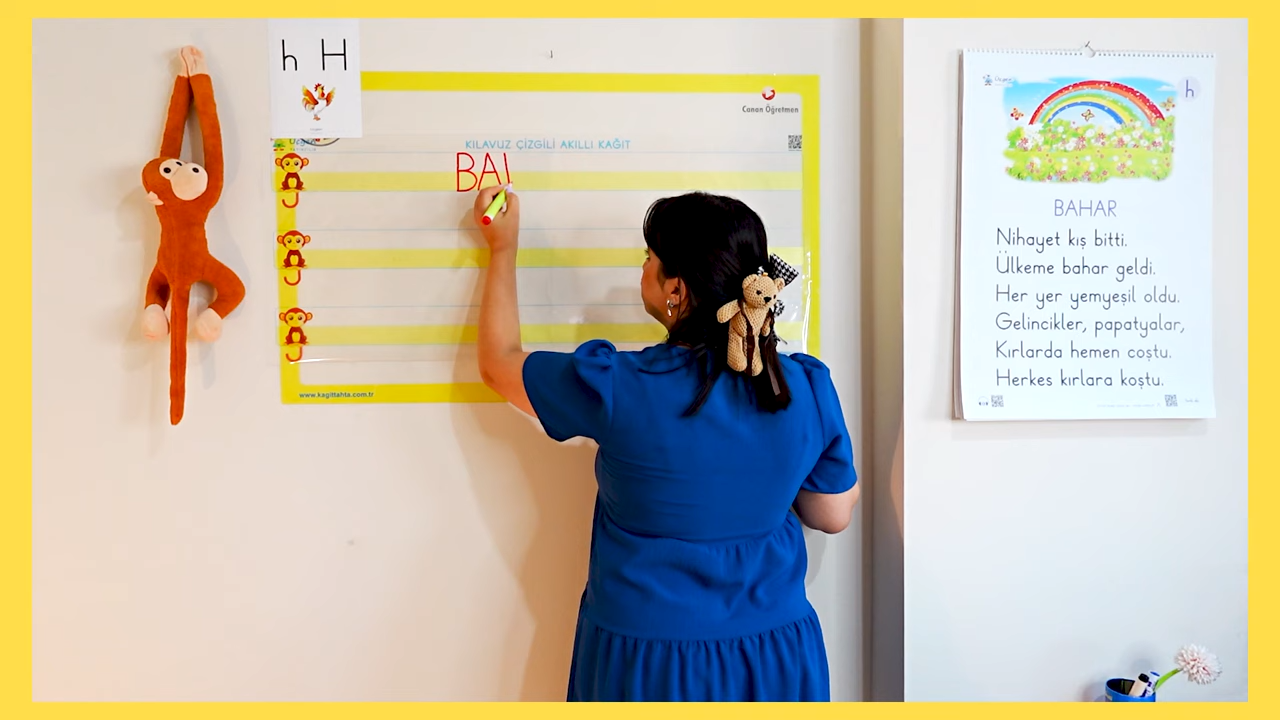 h H
Canan Öğretmen
KILAVUZ ÇİZGİLİ AKILLI KAĞIT
BA
www.kagittahta.com.tr
h
BAHAR
Nihayet kış bitti.
Ülkeme bahar geldi.
Her yer yemyeşil oldu.
Gelincikler, papatyalar,
Kırlarda hemen coştu.
Herkes kırlara koştu.